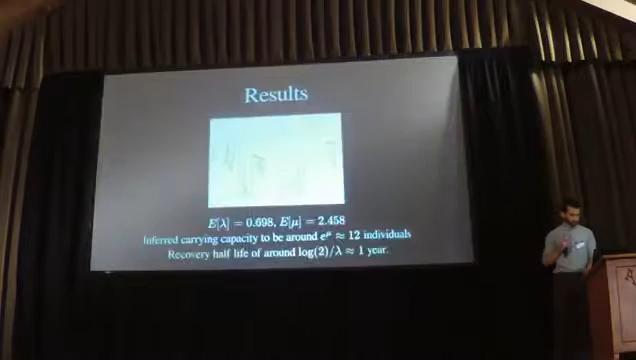 Results
E[λ] = 0.698, E[μ] = 2.458
Inferred carrying capacity to be around e^μ ≈ 12 individuals
Recovery half life of around log(2)/λ ≈ 1 year.